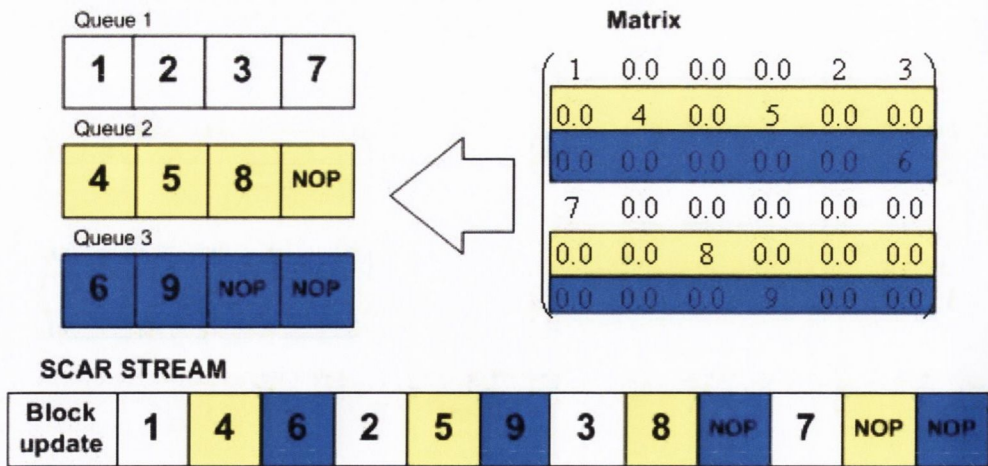 Queue 1
1 2 3 7
Queue 2
4 5 8 NOP
Queue 3
6 9 NOP NOP
Matrix
1 0.0 0.0 0.0 2 3
0.0 4 0.0 5 0.0 0.0
0.0 0.0 0.0 0.0 0.0 6
7 0.0 0.0 0.0 0.0 0.0
0.0 0.0 8 0.0 0.0 0.0
0.0 0.0 0.0 9 0.0 0.0
SCAR STREAM
Block update 1 4 6 2 5 9 3 8 NOP 7 NOP NOP